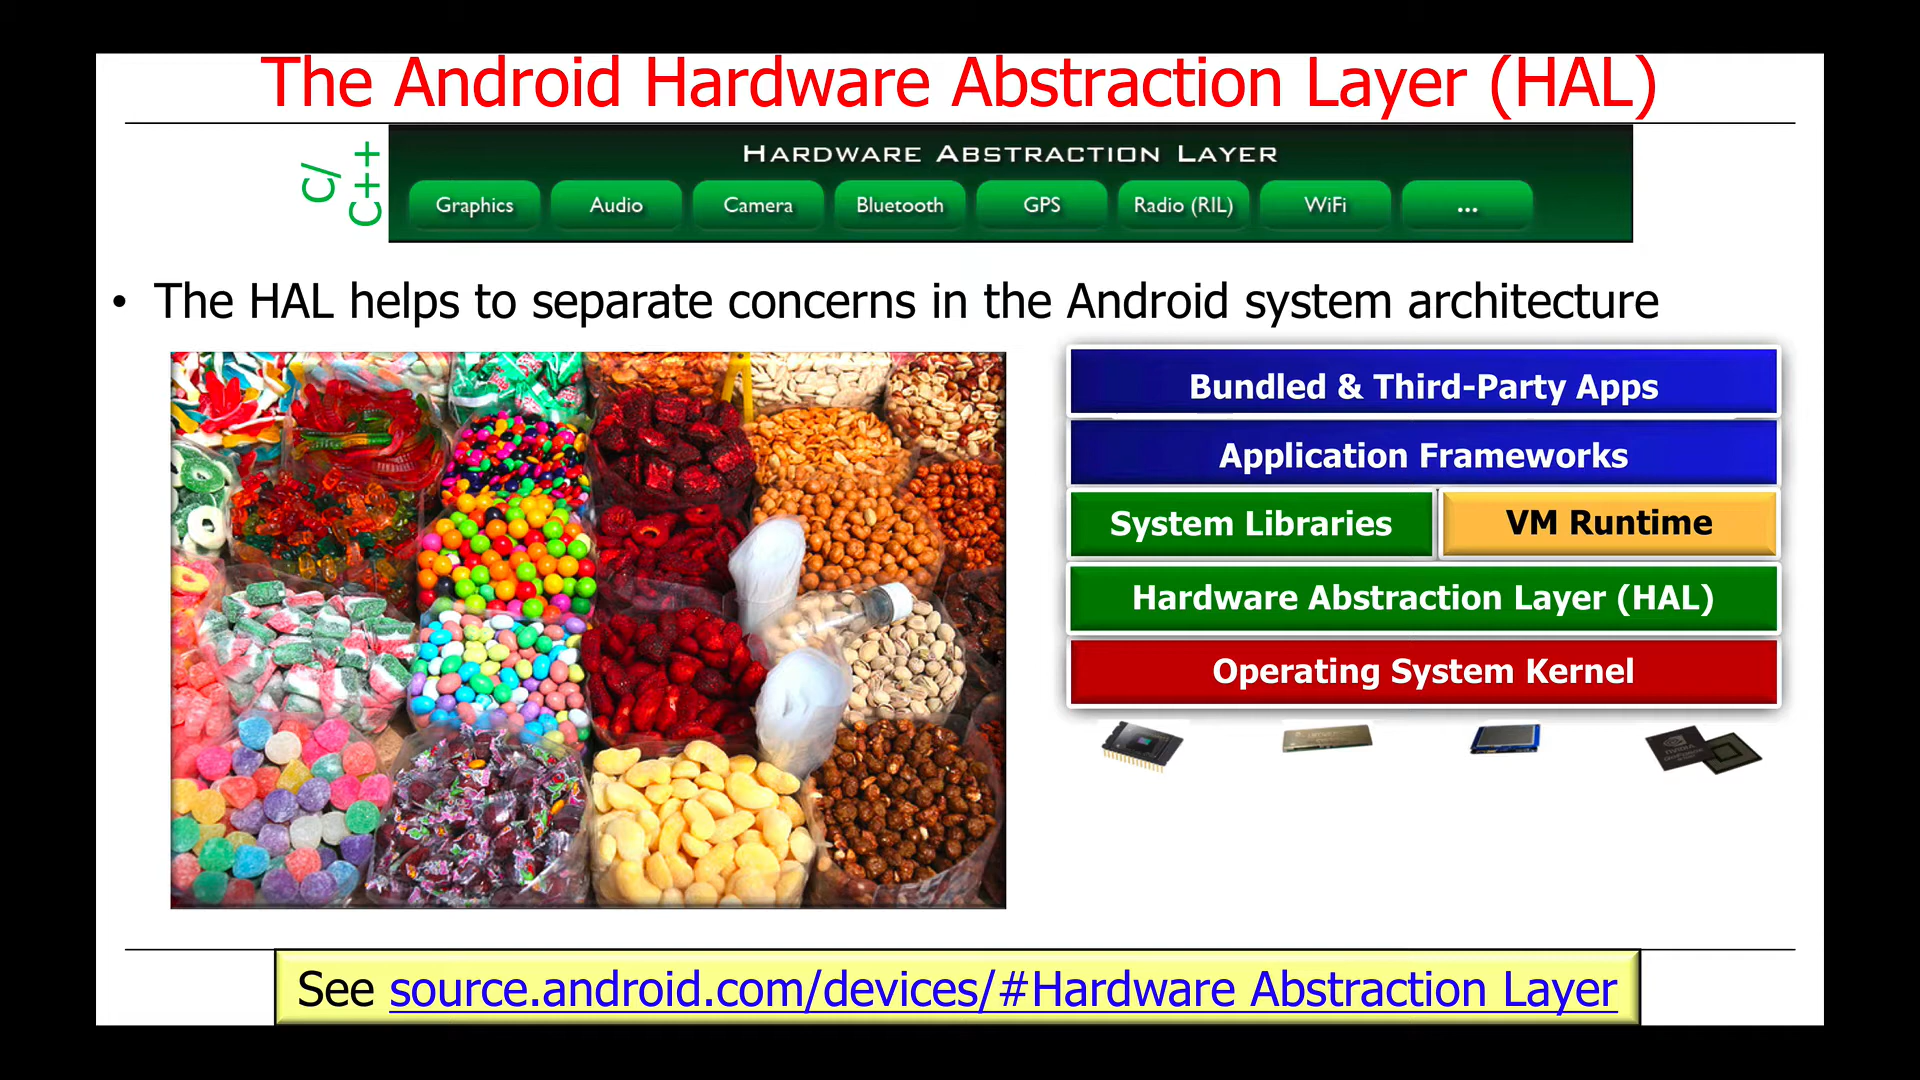 The Android Hardware Abstraction Layer (HAL)
C/
C++
HARDWARE ABSTRACTION LAYER
Graphics Audio Camera Bluetooth GPS Radio (RIL) WiFi ...
• The HAL helps to separate concerns in the Android system architecture
Bundled & Third-Party Apps
Application Frameworks
System Libraries VM Runtime
Hardware Abstraction Layer (HAL)
Operating System Kernel
NVIDIA
See source.android.com/devices/#Hardware Abstraction Layer